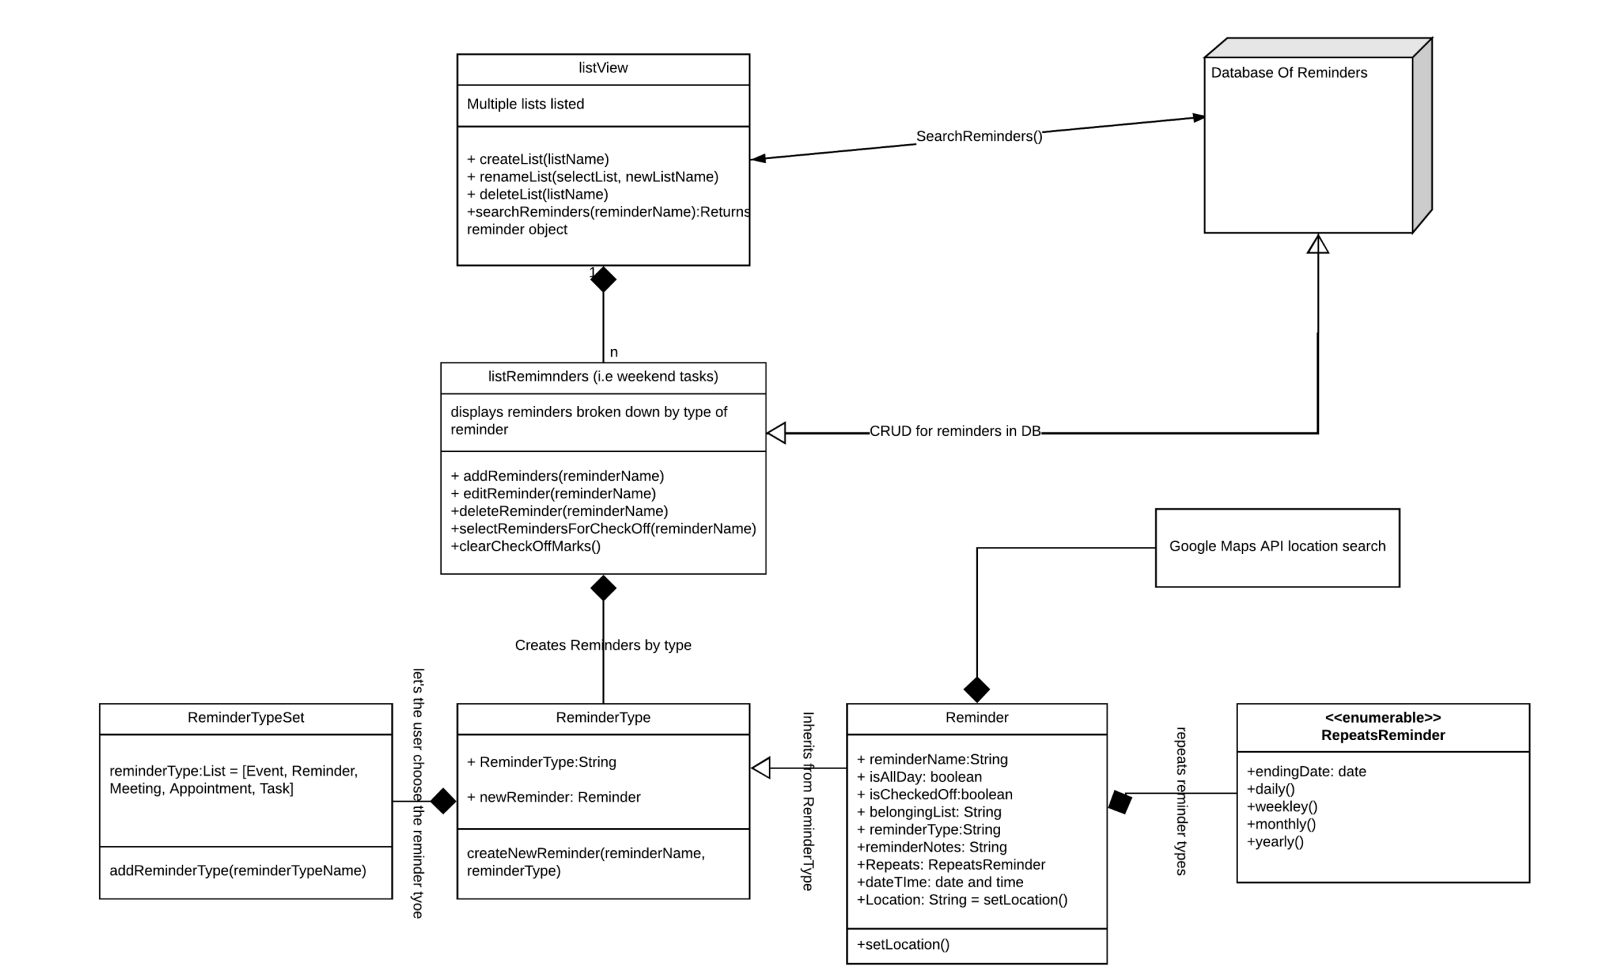 listView
Multiple lists listed
+ createList(listName)
+ renameList(selectList, newListName)
+ deleteList(listName)
+searchReminders(reminderName):Returns
reminder object
SearchReminders()
Database Of Reminders
1
n
listRemimnders (i.e weekend tasks)
displays reminders broken down by type of
reminder
+ addReminders(reminderName)
+ editReminder(reminderName)
+deleteReminder(reminderName)
+selectRemindersForCheckOff(reminderName)
+clearCheckOffMarks()
CRUD for reminders in DB
Google Maps API location search
Creates Reminders by type
ReminderTypeSet
reminderType:List = [Event, Reminder,
Meeting, Appointment, Task]
addReminderType(reminderTypeName)
let's the user choose the reminder tyoe
ReminderType
+ ReminderType:String
+ newReminder: Reminder
createNewReminder(reminderName,
reminderType)
Inherits from ReminderType
Reminder
+ reminderName:String
+ isAllDay: boolean
+ isCheckedOff:boolean
+ belongingList: String
+ reminderType:String
+reminderNotes: String
+Repeats: RepeatsReminder
+dateTIme: date and time
+Location: String = setLocation()
+setLocation()
repeats reminder types
<<enumerable>>
RepeatsReminder
+endingDate: date
+daily()
+weekley()
+monthly()
+yearly()